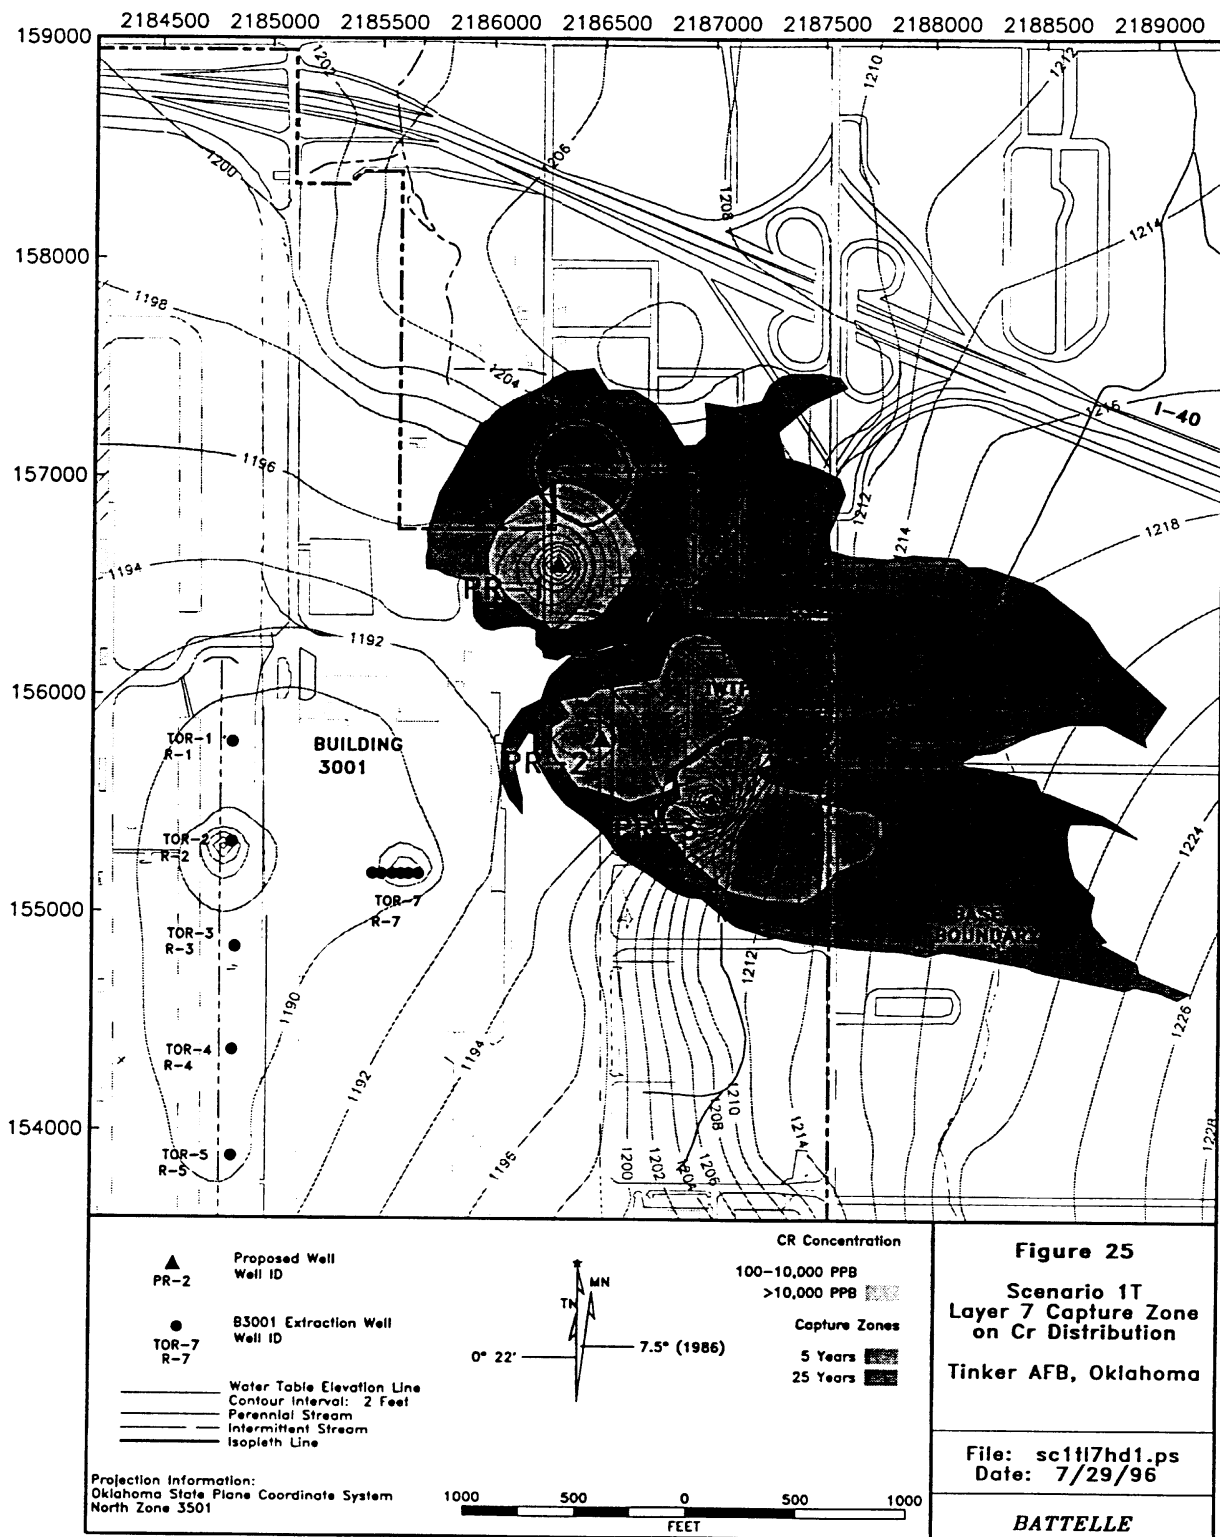 2184500 2185000 2185500 2186000 2186500 2187000 2187500 2188000 2188500 2189000
159000
158000
157000
156000
155000
154000
1202
1210
1212
1200
1206
1208
1214
1198
1204
1216
I-40
1196
1212
1214
1218
1194
PR-1
1192
IWTP
TOR-1
R-1
BUILDING
3001
PR-2
PR-3
TOR-2
R-2
1224
TOR-7
R-7
BASE
BOUNDARY
TOR-3
R-3
1212
1190
1226
TOR-4
R-4
1194
1192
1210
1208
1214
1228
TOR-5
R-5
1196
1200
1202
1204
1206
PR-2
Proposed Well
Well ID
TOR-7
R-7
B3001 Extraction Well
Well ID
Water Table Elevation Line
Contour Interval: 2 Feet
Perennial Stream
Intermittent Stream
Isopleth Line
Projection Information:
Oklahoma State Plane Coordinate System
North Zone 3501
TN
MN
0° 22'
7.5° (1986)
CR Concentration
100-10,000 PPB
>10,000 PPB
Capture Zones
5 Years
25 Years
1000 500 0 500 1000
FEET
Figure 25
Scenario 1T
Layer 7 Capture Zone
on Cr Distribution
Tinker AFB, Oklahoma
File: sc1tl7hd1.ps
Date: 7/29/96
BATTELLE